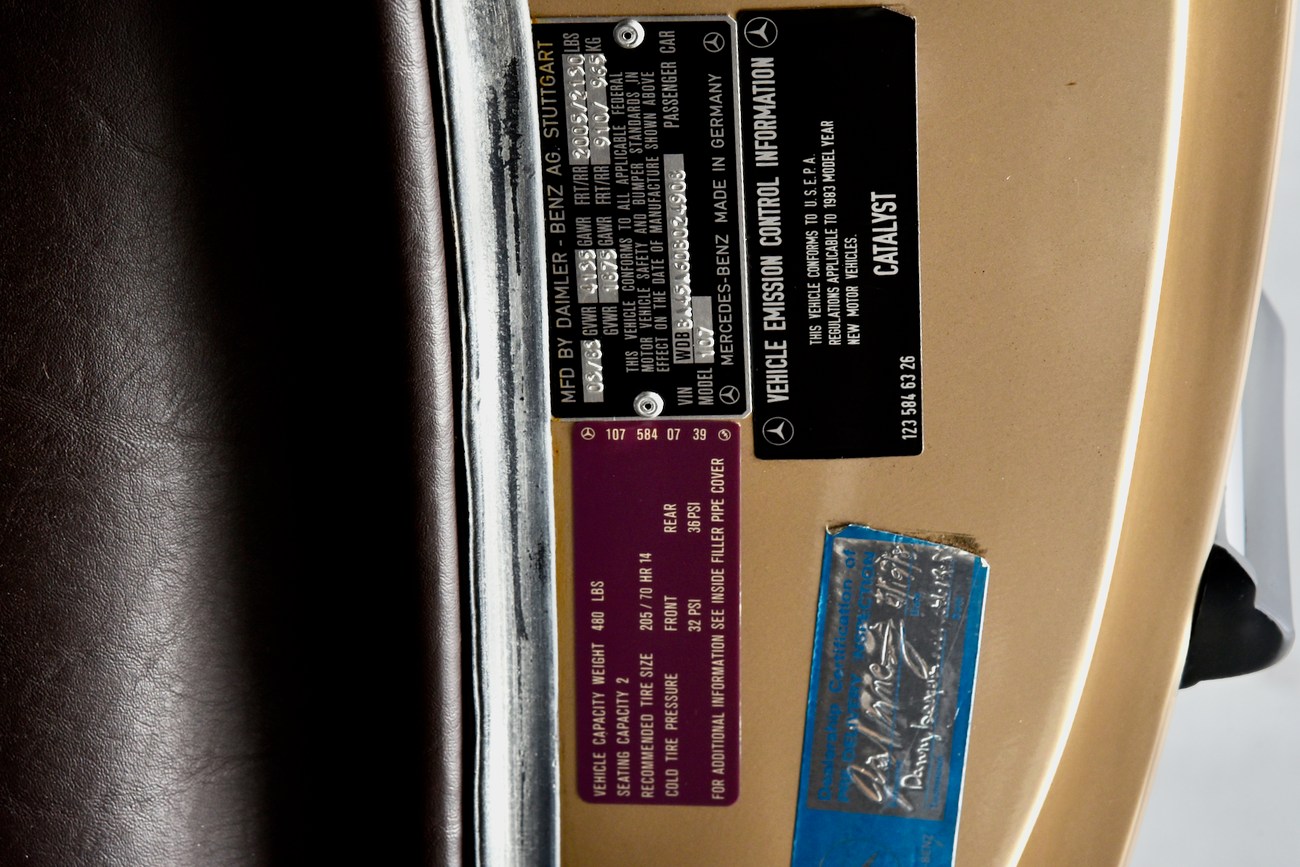 MFD BY DAIMLER - BENZ AG. STUTTGART
03/83 GVWR 4135 GAWR FRT/RR 2005/2130 LBS
GVWR 1875 GAWR FRT/RR 910/ 965 KG
THIS VEHICLE CONFORMS TO ALL APPLICABLE FEDERAL
MOTOR VEHICLE SAFETY AND BUMPER STANDARDS IN
EFFECT ON THE DATE OF MANUFACTURE SHOWN ABOVE
VIN WDBBA45A6DB024908
MODEL 107 PASSENGER CAR
MERCEDES-BENZ MADE IN GERMANY
VEHICLE EMISSION CONTROL INFORMATION
THIS VEHICLE CONFORMS TO U.S.E.P.A.
REGULATIONS APPLICABLE TO 1983 MODEL YEAR
NEW MOTOR VEHICLES.
CATALYST
123 584 63 26
107 584 07 39
VEHICLE CAPACITY WEIGHT 480 LBS
SEATING CAPACITY 2
RECOMMENDED TIRE SIZE 205 / 70 HR 14
COLD TIRE PRESSURE FRONT REAR
32 PSI 36 PSI
FOR ADDITIONAL INFORMATION SEE INSIDE FILLER PIPE COVER
Dealership Certification of